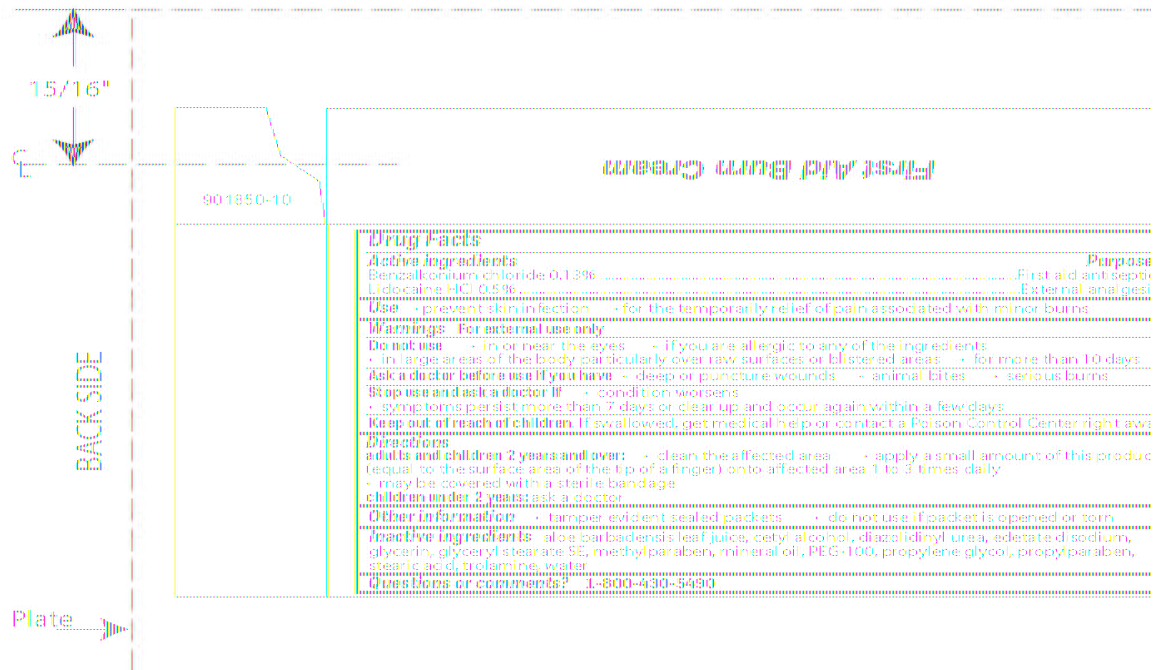 15/16"
℄
First Aid Burn Cream
901850-10
Drug Facts
Active ingredients Purpose
Benzalkonium chloride 0.13% First aid antiseptic
Lidocaine HCl 0.5% External analgesi
Use • prevent skin infection • for the temporarily relief of pain associated with minor burns
Warnings For external use only
Do not use • in or near the eyes • if you are allergic to any of the ingredients
• in large areas of the body particularly over raw surfaces or blistered areas • for more than 10 days
Ask a doctor before use if you have • deep or puncture wounds • animal bites • serious burns
Stop use and ask a doctor if • condition worsens
• symptoms persist more than 7 days or clear up and occur again within a few days
Keep out of reach of children. If swallowed, get medical help or contact a Poison Control Center right awa
Directions
adults and children 2 years and over: • clean the affected area • apply a small amount of this produc
(equal to the surface area of the tip of a finger) onto affected area 1 to 3 times daily
• may be covered with a sterile bandage
children under 2 years: ask a doctor
Other information • tamper evident sealed packets • do not use if packet is opened or torn
Inactive ingredients aloe barbadensis leaf juice, cetyl alcohol, diazolidinyl urea, edetate disodium,
glycerin, glyceryl stearate SE, methylparaben, mineral oil, PEG-100, propylene glycol, propylparaben,
stearic acid, trolamine, water
Questions or comments? 1-800-430-5490
BACK SIDE
Plate